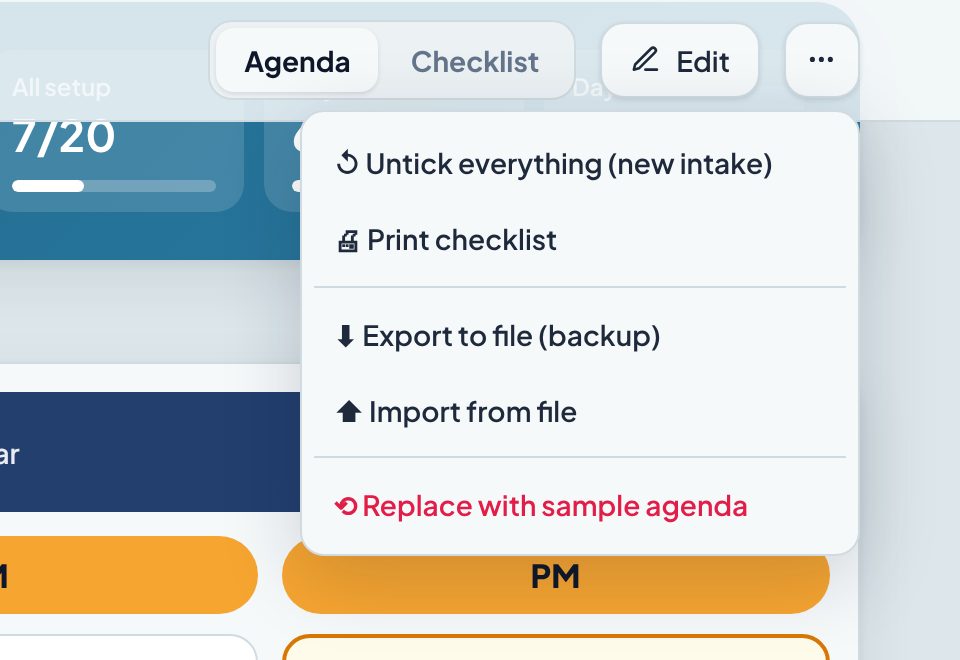 Agenda
Checklist
Edit
All setup
Day
7/20
Untick everything (new intake)
Print checklist
Export to file (backup)
Import from file
Replace with sample agenda
PM